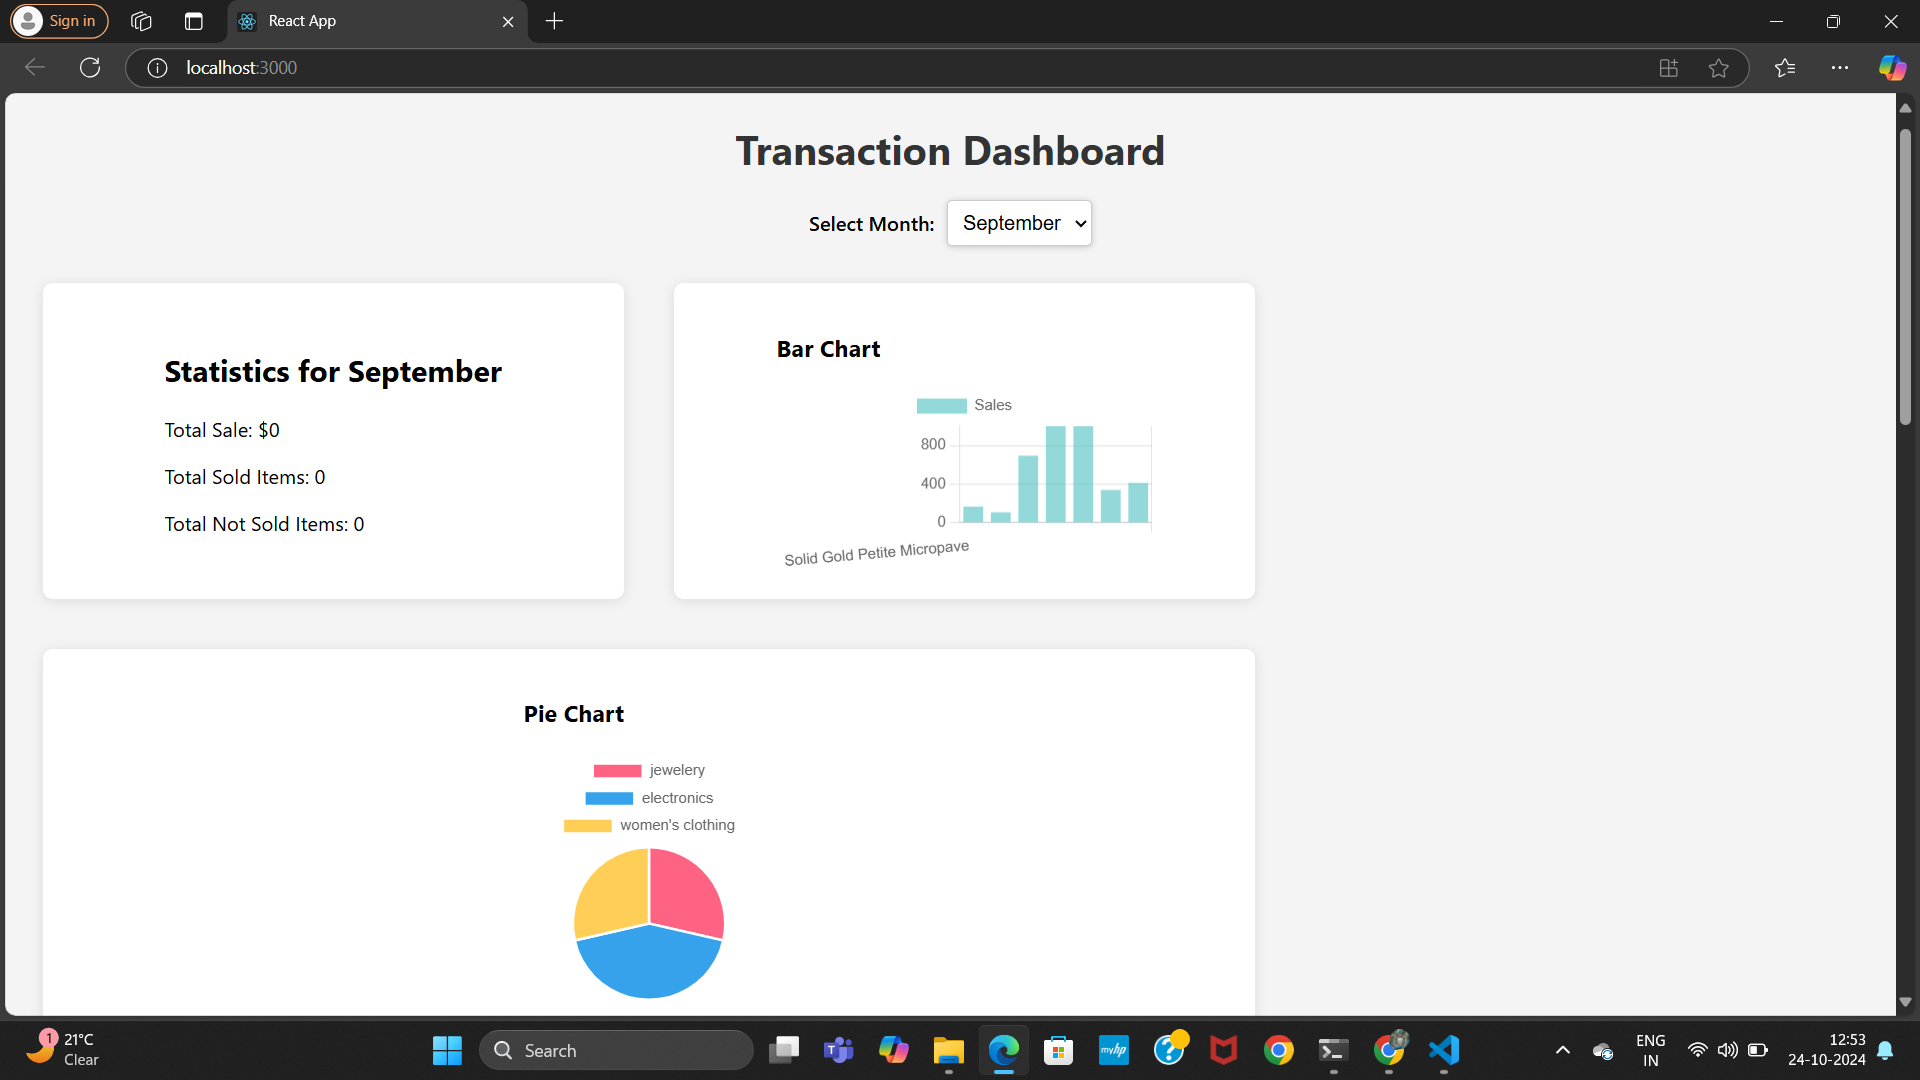 Sign in
React App
localhost:3000
Transaction Dashboard
Select Month: September
Statistics for September
Total Sale: $0
Total Sold Items: 0
Total Not Sold Items: 0
Bar Chart
Sales
800
400
0
Solid Gold Petite Micropave
Pie Chart
jewelery
electronics
women's clothing
1
21°C
Clear
Search
T
myhp
?
ENG
IN
12:53
24-10-2024